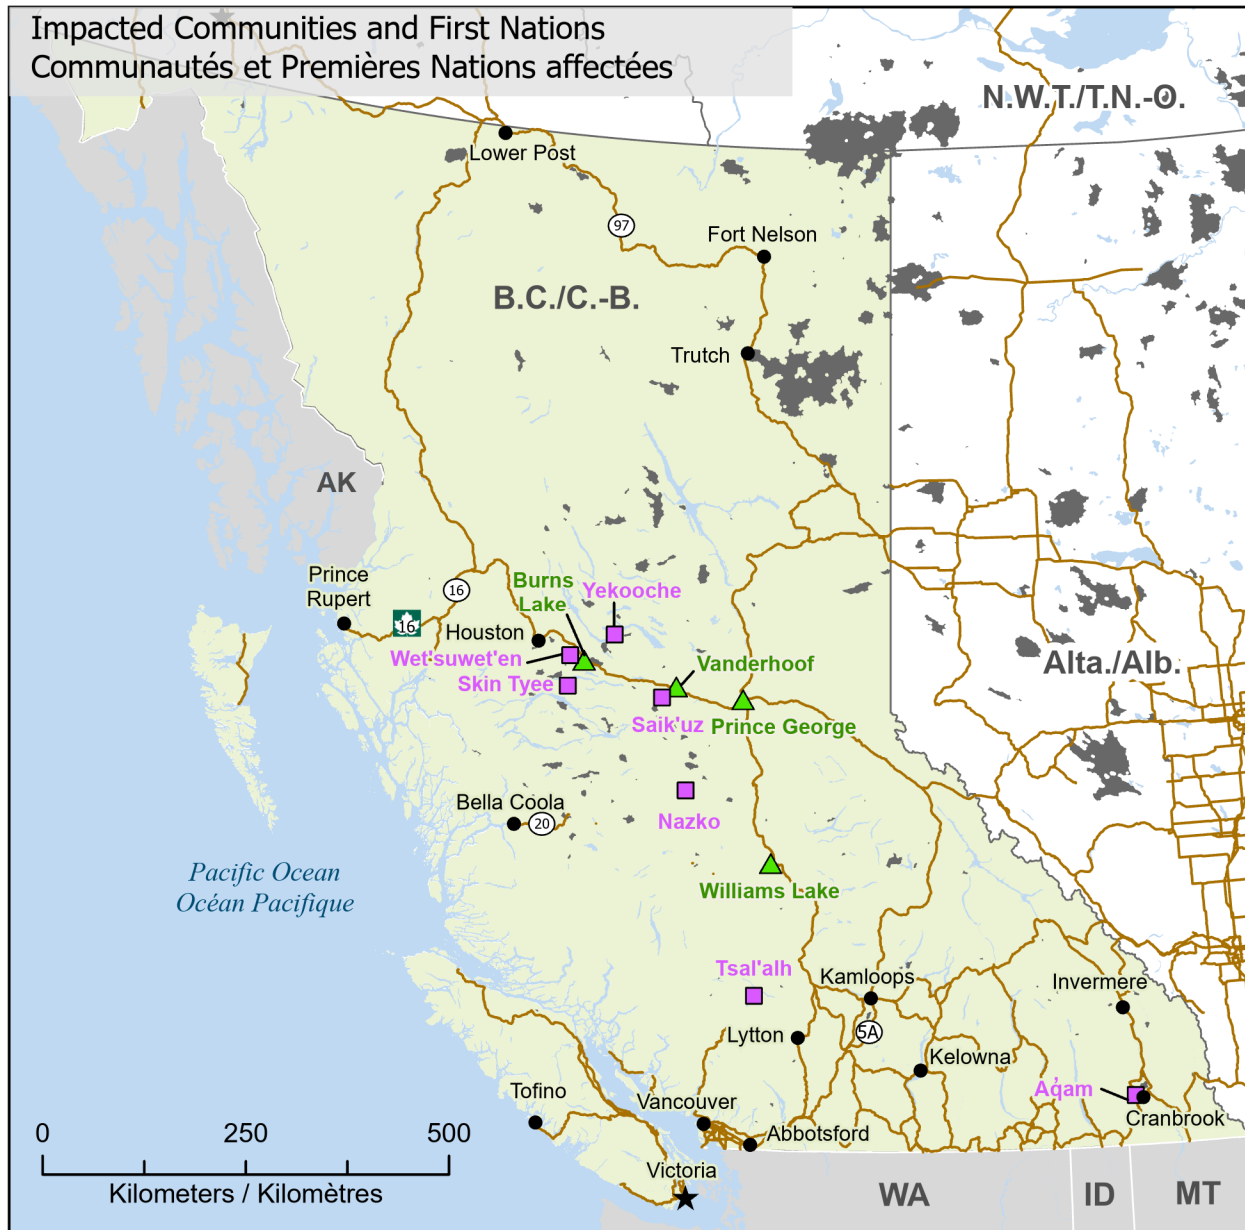 Impacted Communities and First Nations
Communautés et Premières Nations affectées
N.W.T./T.N.-O.
Lower Post
97
Fort Nelson
B.C./C.-B.
Trutch
AK
Prince
Rupert
16
16
Burns
Lake
Yekooche
Houston
Wet'suwet'en
Skin Tyee
Vanderhoof
Alta./Alb.
Saik'uz
Prince George
Bella Coola
20
Nazko
Pacific Ocean
Océan Pacifique
Williams Lake
Tsal'alh
Kamloops
Invermere
Lytton
5A
Kelowna
Tofino
Vancouver
Aq̓am
Cranbrook
Abbotsford
0 250 500
Kilometers / Kilomètres
Victoria
WA
ID
MT